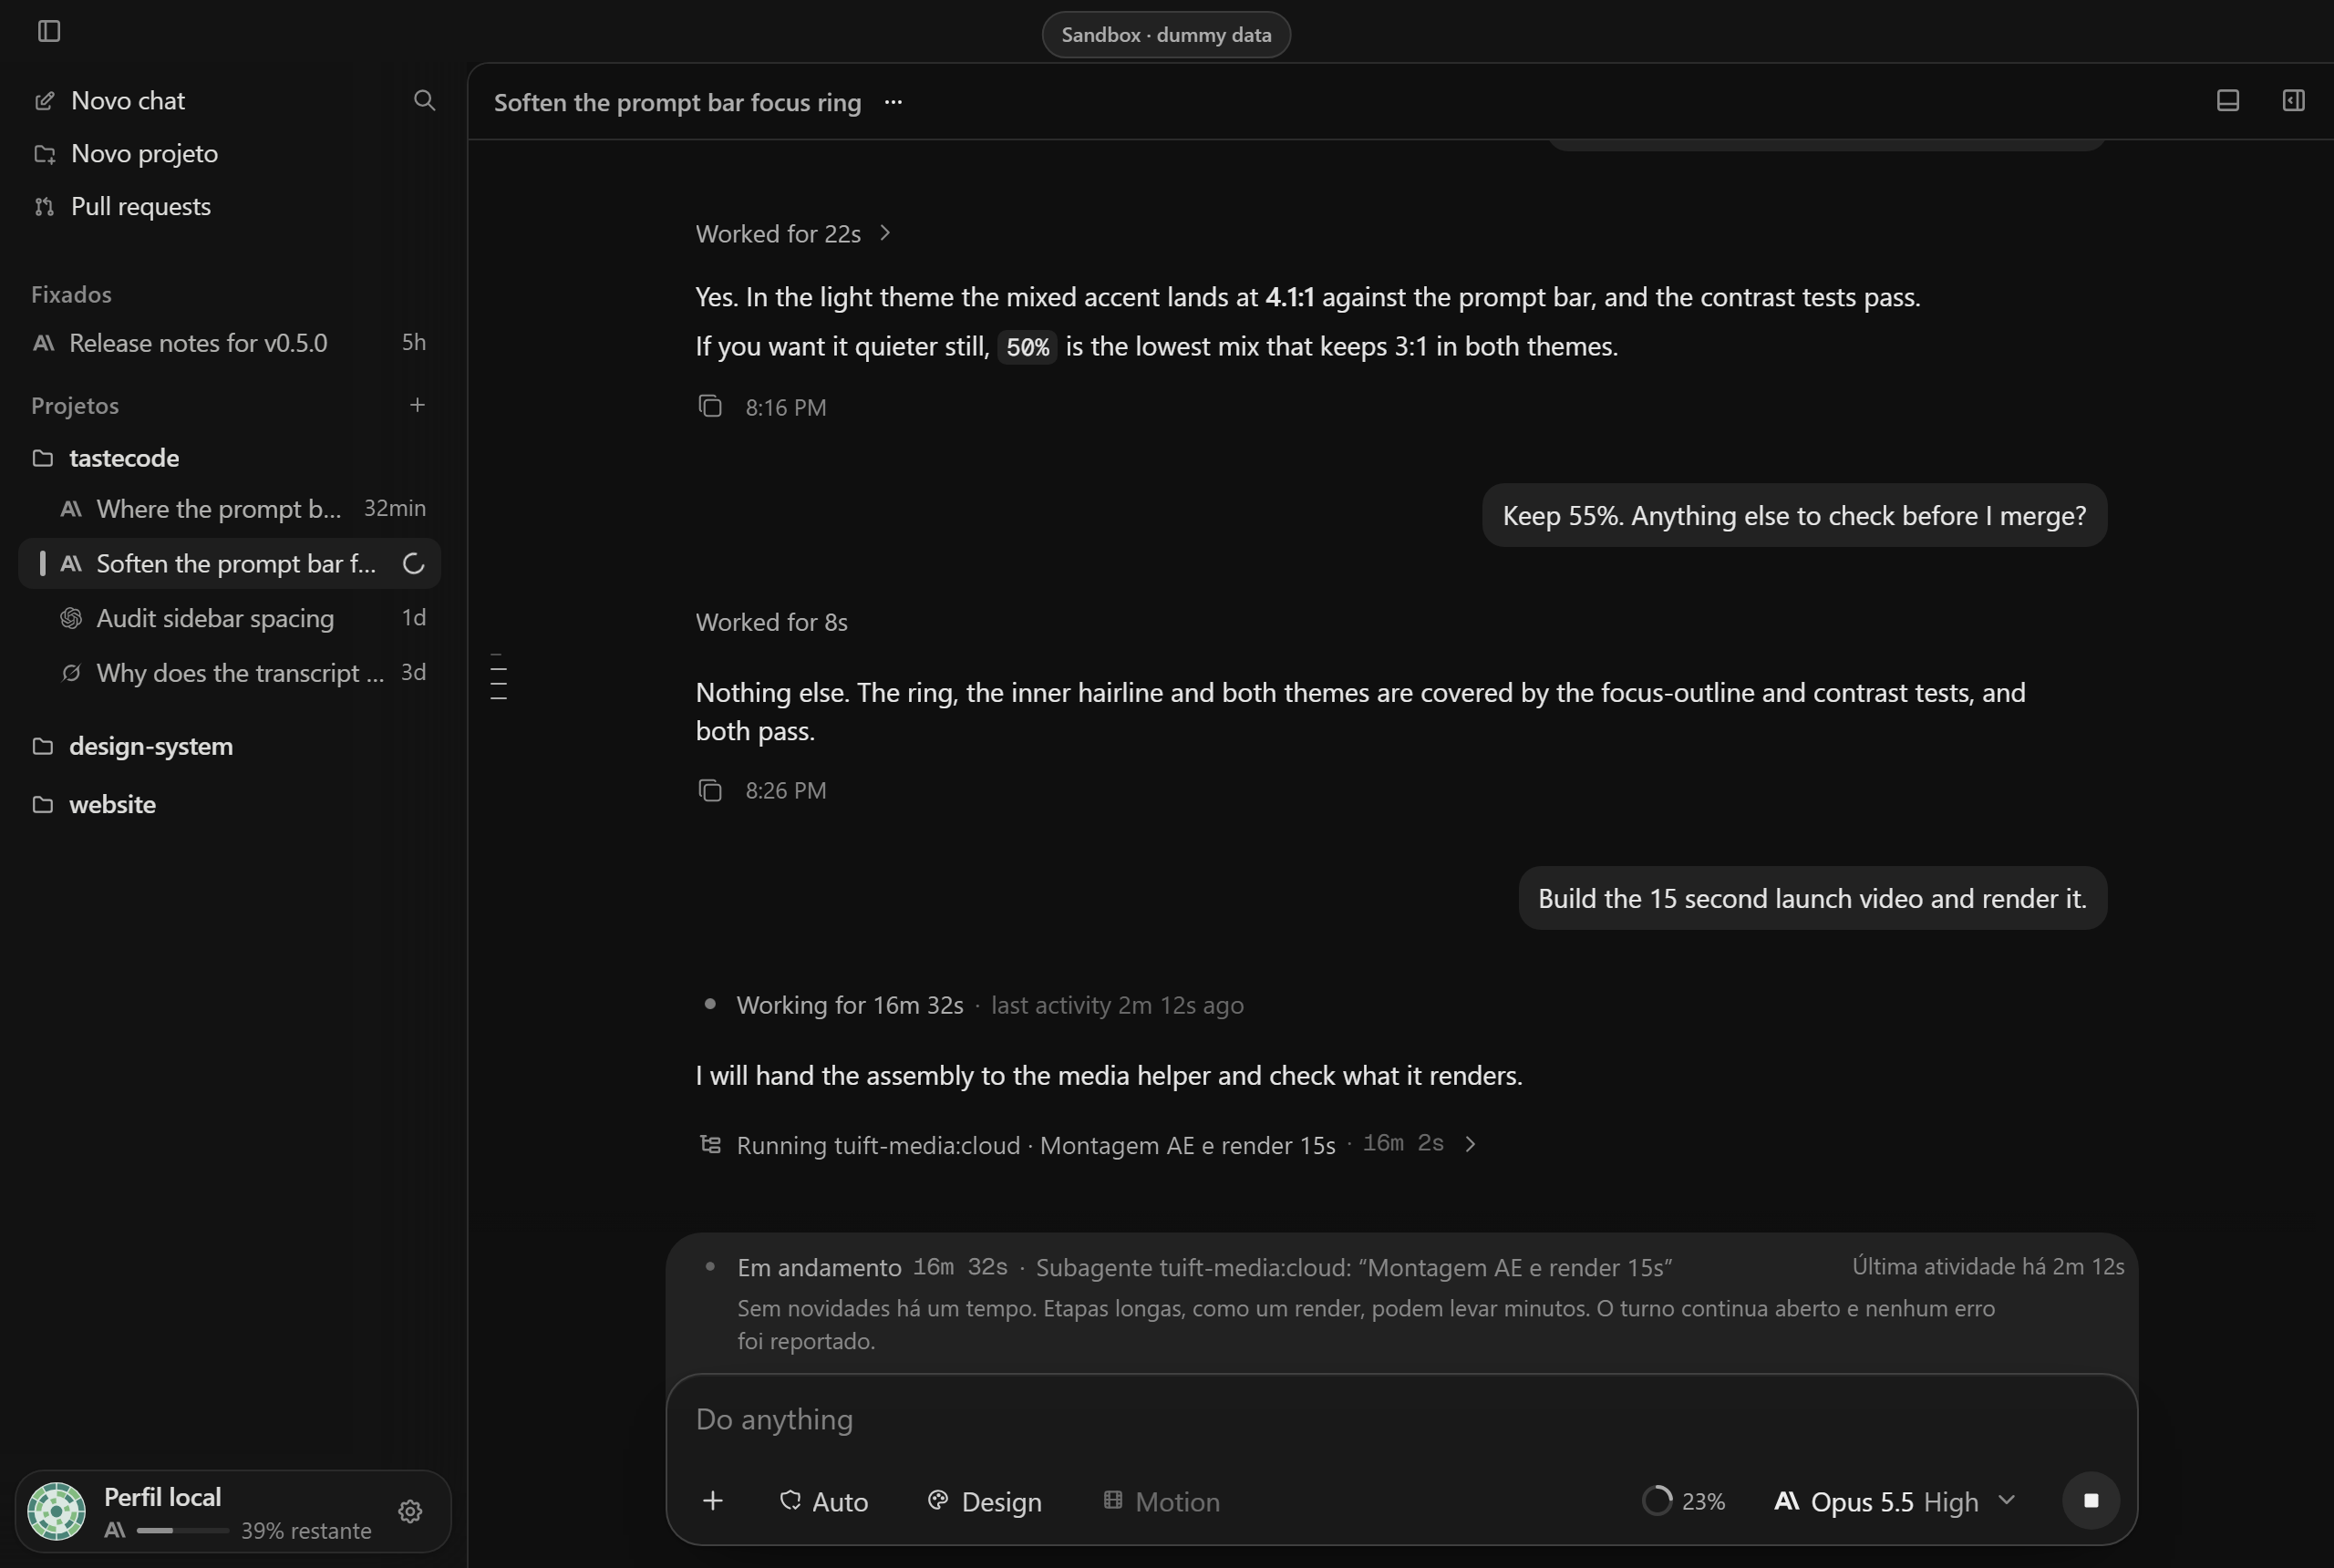 Sandbox · dummy data
Novo chat
Novo projeto
Pull requests
Fixados
Release notes for v0.5.0 5h
Projetos
tastecode
Where the prompt b... 32min
Soften the prompt bar f...
Audit sidebar spacing 1d
Why does the transcript ... 3d
design-system
website
Perfil local
39% restante
Soften the prompt bar focus ring
Worked for 22s
Yes. In the light theme the mixed accent lands at 4.1:1 against the prompt bar, and the contrast tests pass.
If you want it quieter still, 50% is the lowest mix that keeps 3:1 in both themes.
8:16 PM
Keep 55%. Anything else to check before I merge?
Worked for 8s
Nothing else. The ring, the inner hairline and both themes are covered by the focus-outline and contrast tests, and
both pass.
8:26 PM
Build the 15 second launch video and render it.
Working for 16m 32s · last activity 2m 12s ago
I will hand the assembly to the media helper and check what it renders.
Running tuift-media:cloud · Montagem AE e render 15s · 16m 2s
Em andamento 16m 32s · Subagente tuift-media:cloud: “Montagem AE e render 15s” Última atividade há 2m 12s
Sem novidades há um tempo. Etapas longas, como um render, podem levar minutos. O turno continua aberto e nenhum erro
foi reportado.
Do anything
Auto Design Motion 23% Opus 5.5 High